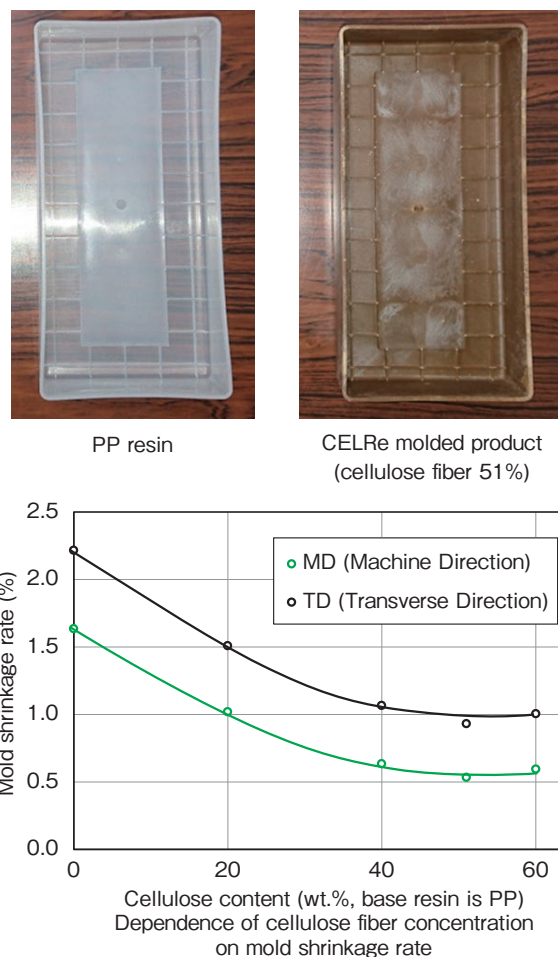 PP resin
CELRe molded product
(cellulose fiber 51%)
2.5
2.0
1.5
1.0
0.5
0.0
Mold shrinkage rate (%)
MD (Machine Direction)
TD (Transverse Direction)
0
20
40
60
Cellulose content (wt.%, base resin is PP)
Dependence of cellulose fiber concentration
on mold shrinkage rate